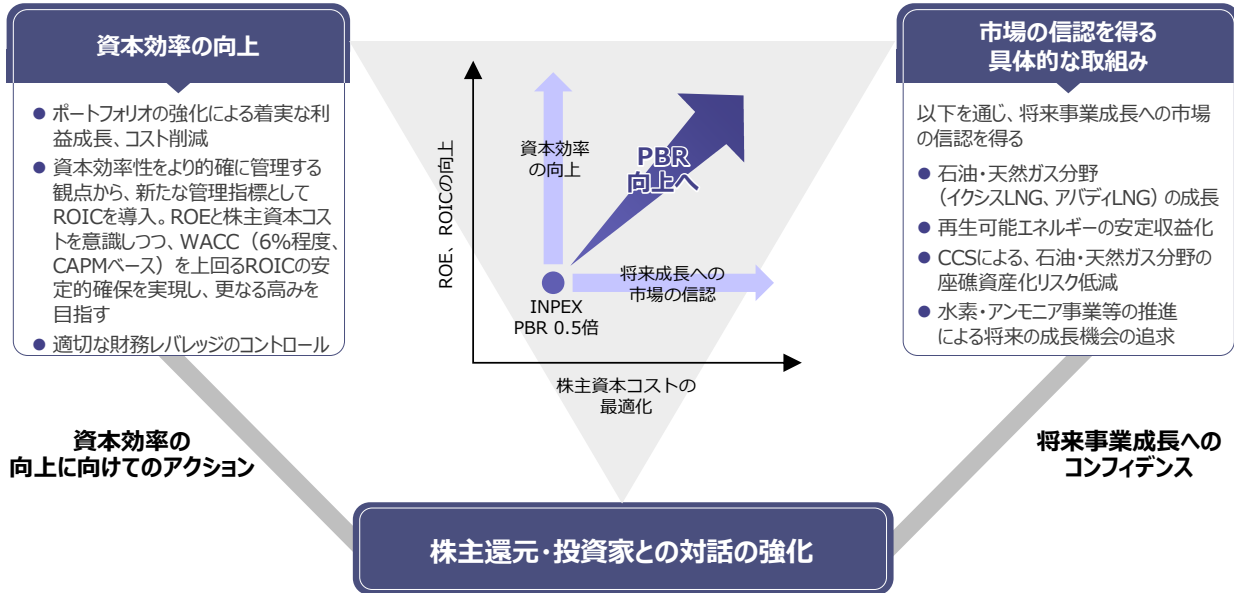 資本効率の向上
● ポートフォリオの強化による着実な利
益成長、コスト削減
● 資本効率性をより的確に管理する
観点から、新たな管理指標として
ROICを導入。ROEと株主資本コス
トを意識しつつ、WACC（6%程度、
CAPMベース）を上回るROICの安
定的確保を実現し、更なる高みを
目指す
● 適切な財務レバレッジのコントロール
資本効率の
向上に向けてのアクション
ROE、ROICの向上
資本効率
の向上
PBR
向上へ
将来成長への
市場の信認
INPEX
PBR 0.5倍
株主資本コストの
最適化
市場の信認を得る
具体的な取組み
以下を通じ、将来事業成長への市場
の信認を得る
● 石油・天然ガス分野
（イクシスLNG、アバディLNG）の成長
● 再生可能エネルギーの安定収益化
● CCSによる、石油・天然ガス分野の
座礁資産化リスク低減
● 水素・アンモニア事業等の推進
による将来の成長機会の追求
将来事業成長への
コンフィデンス
株主還元・投資家との対話の強化